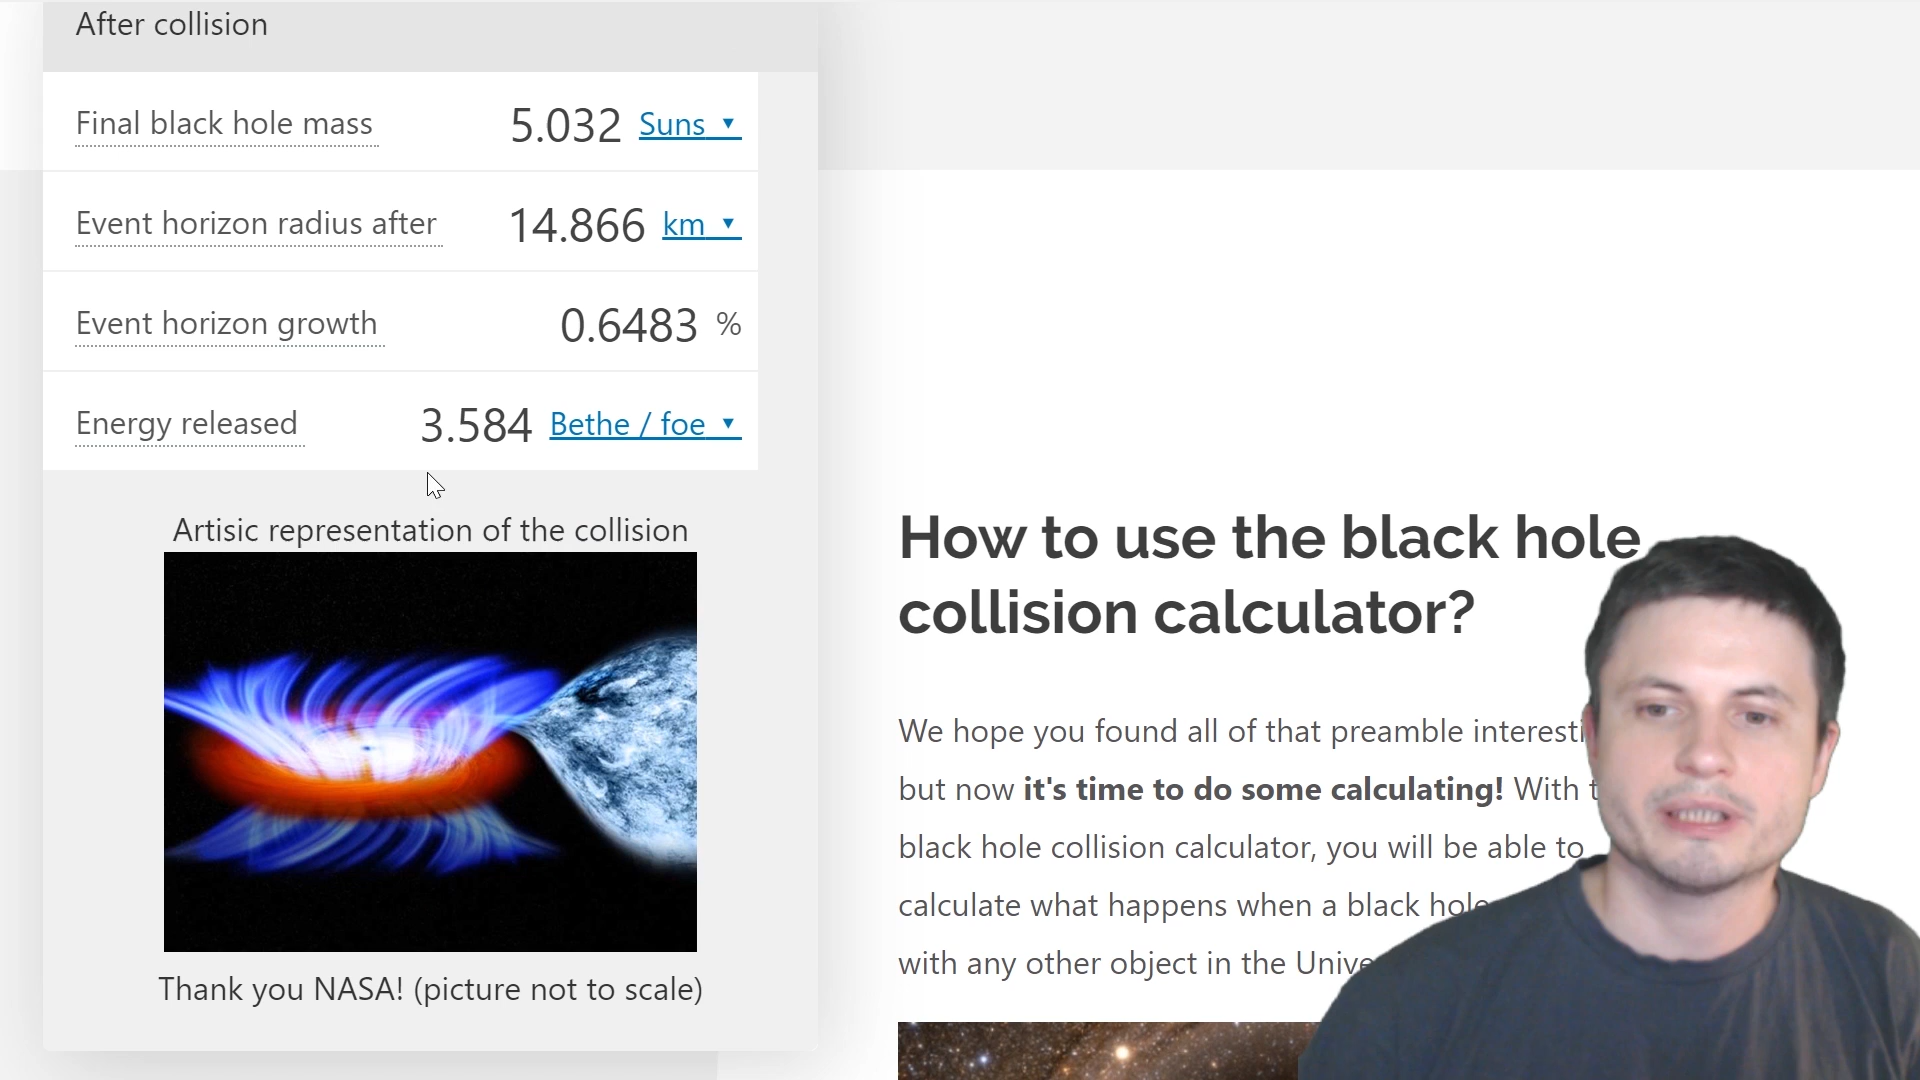 After collision
Final black hole mass 5.032 Suns ▼
Event horizon radius after 14.866 km ▼
Event horizon growth 0.6483 %
Energy released 3.584 Bethe / foe ▼
Artisic representation of the collision
Thank you NASA! (picture not to scale)
How to use the black hole
collision calculator?
We hope you found all of that preamble
but now it's time to do some calculating! With
black hole collision calculator, you will be able to
calculate what happens when a black hole
with any other object in the